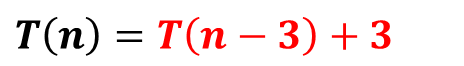 T(n) = T(n − 3) + 3